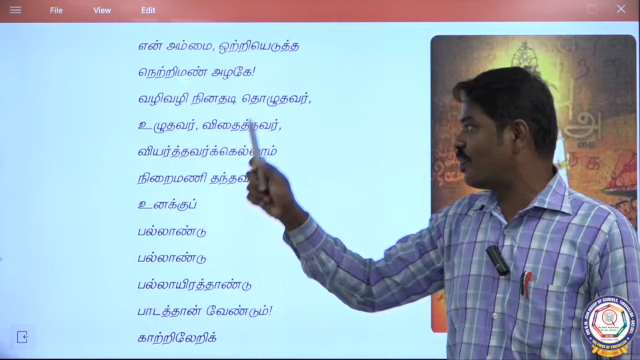 File View Edit
என் அம்மை, ஒற்றியெடுத்த
நெற்றிமண் அழகே!
வழிவழி நினதடி தொழுதவர்,
உழுதவர், விதைத்தவர்,
வியர்த்தவர்க்கெல்லாம்
நிறைமணி
உனக்குப்
பல்லாண்டு
பல்லாண்டு
பல்லாயிரத்தாண்டு
பாடத்தான் வேண்டும்!
காற்றிலேறிக்